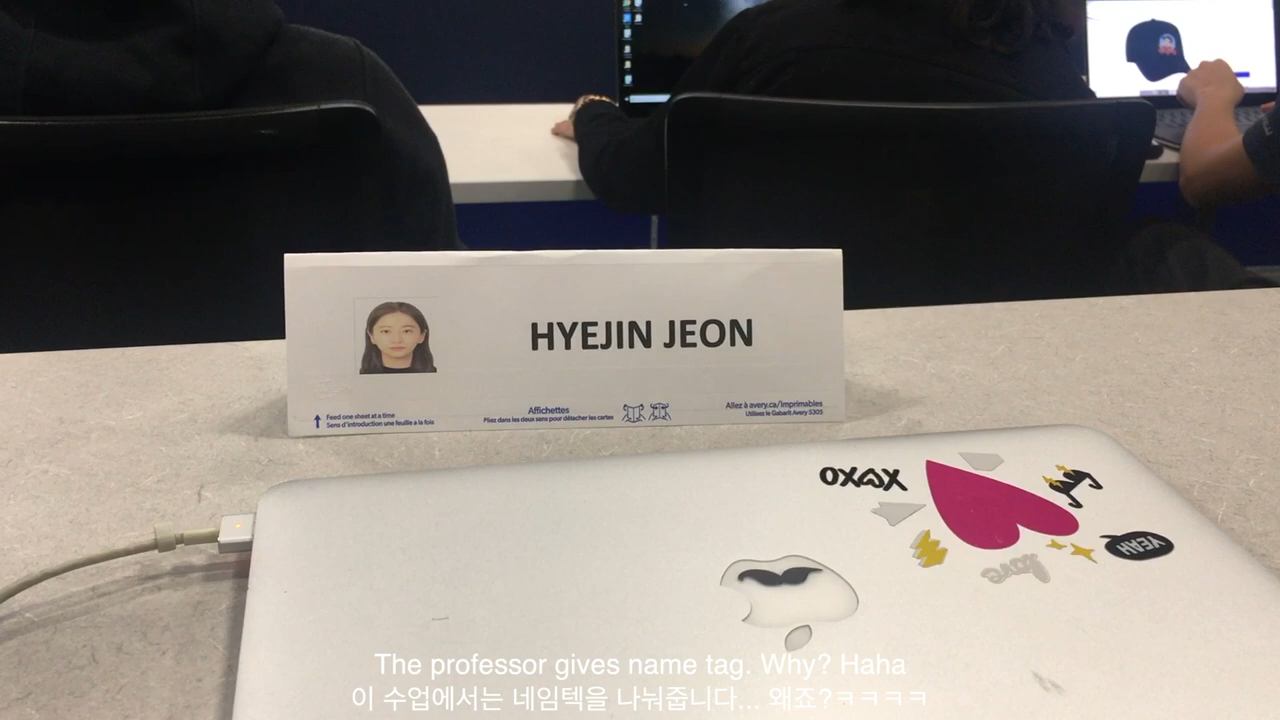 HYEJIN JEON
Feed one sheet at a time
Sens d'introduction une feuille a la fois
Affichettes
Pliez dans les deux sens pour détacher les cartes
Allez à avery.ca/imprimables
Utilisez le Gabarit Avery 5305
OXOX
YEAH
love
The professor gives name tag. Why? Haha
이 수업에서는 네임텍을 나눠줍니다... 왜죠?ㅋㅋㅋㅋ